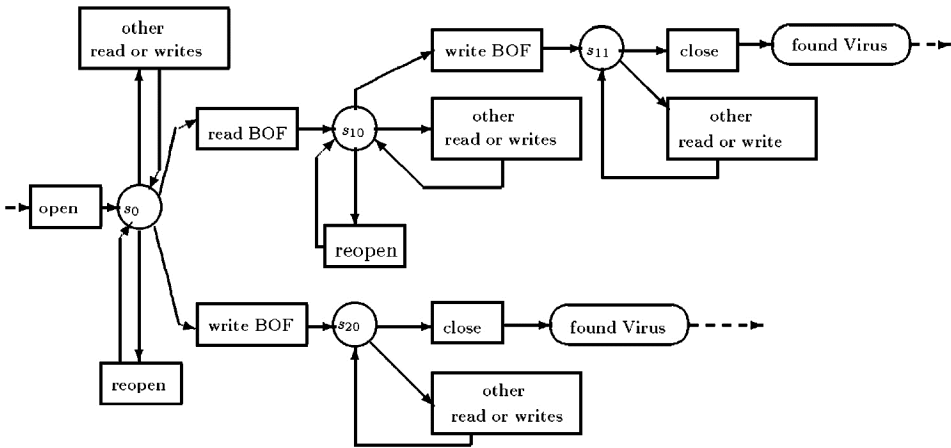 other
read or writes
write BOF
s11
close
found Virus
read BOF
s10
other
read or writes
other
read or write
open
s0
reopen
write BOF
s20
close
found Virus
reopen
other
read or writes